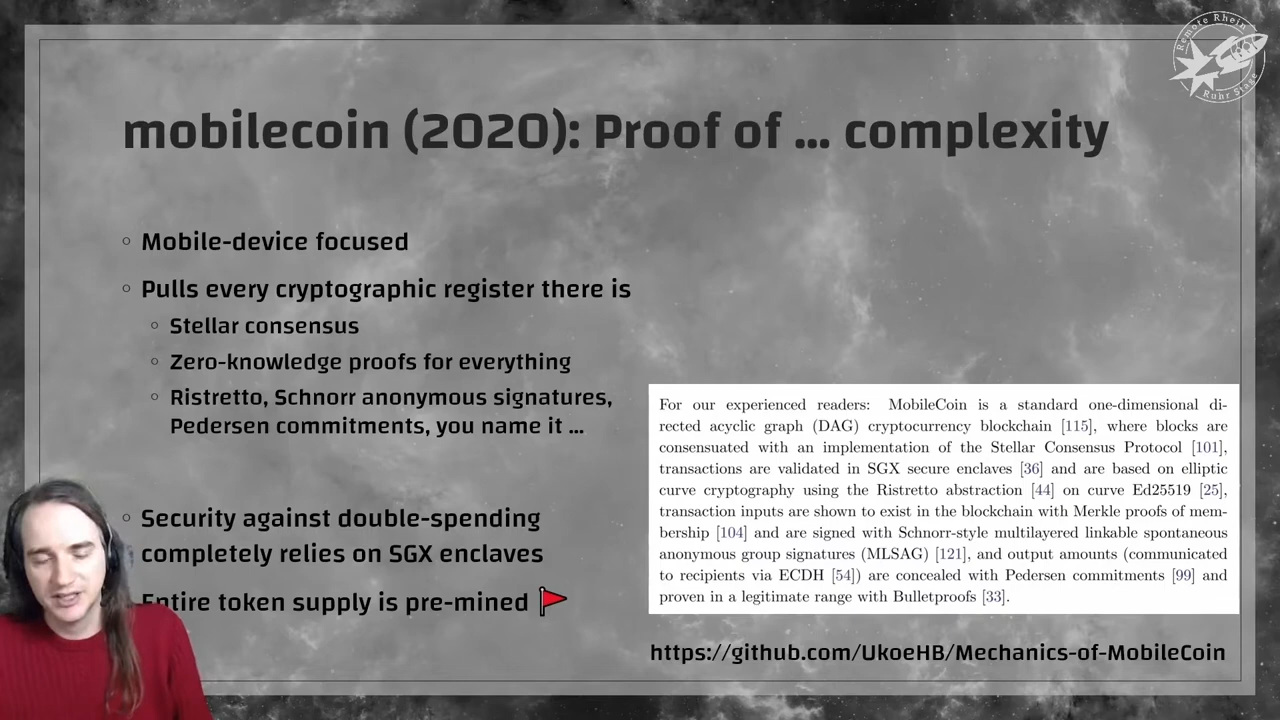 Remote Rhein
Ruhr Stage
mobilecoin (2020): Proof of ... complexity
Mobile-device focused
Pulls every cryptographic register there is
Stellar consensus
Zero-knowledge proofs for everything
Ristretto, Schnorr anonymous signatures,
Pedersen commitments, you name it ...
Security against double-spending
completely relies on SGX enclaves
Entire token supply is pre-mined
For our experienced readers: MobileCoin is a standard one-dimensional di-
rected acyclic graph (DAG) cryptocurrency blockchain [115], where blocks are
consensuated with an implementation of the Stellar Consensus Protocol [101],
transactions are validated in SGX secure enclaves [36] and are based on elliptic
curve cryptography using the Ristretto abstraction [44] on curve Ed25519 [25],
transaction inputs are shown to exist in the blockchain with Merkle proofs of mem-
bership [104] and are signed with Schnorr-style multilayered linkable spontaneous
anonymous group signatures (MLSAG) [121], and output amounts (communicated
to recipients via ECDH [54]) are concealed with Pedersen commitments [99] and
proven in a legitimate range with Bulletproofs [33].
https://github.com/UkoeHB/Mechanics-of-MobileCoin